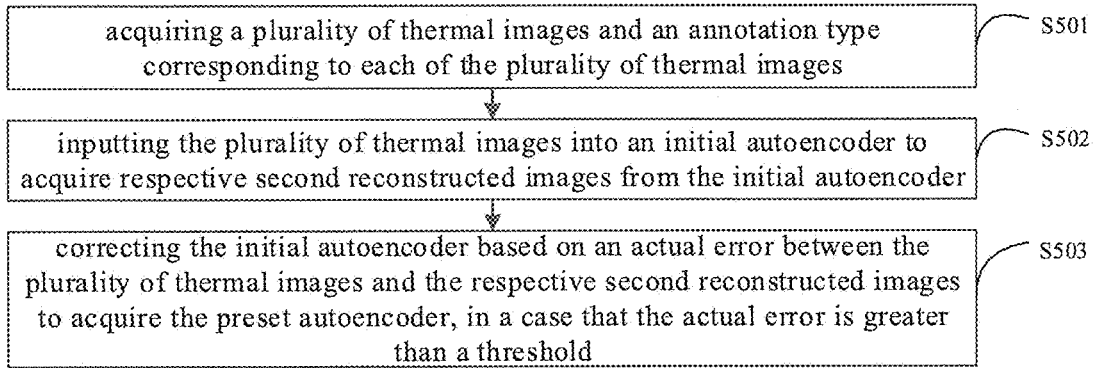 acquiring a plurality of thermal images and an annotation type
corresponding to each of the plurality of thermal images
S501
inputting the plurality of thermal images into an initial autoencoder to
acquire respective second reconstructed images from the initial autoencoder
S502
correcting the initial autoencoder based on an actual error between the
plurality of thermal images and the respective second reconstructed images
to acquire the preset autoencoder, in a case that the actual error is greater
than a threshold
S503